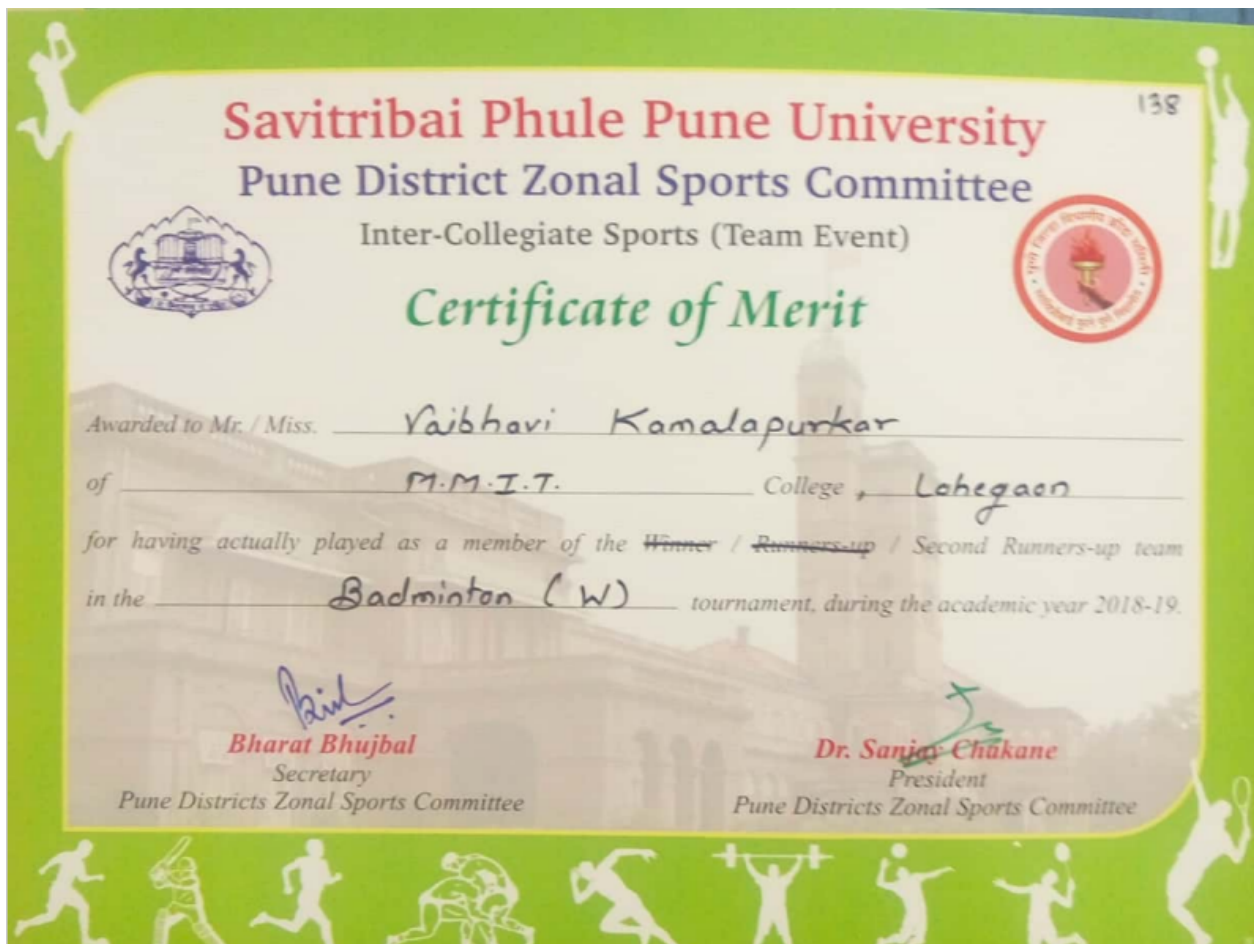 138
Savitribai Phule Pune University
Pune District Zonal Sports Committee
Inter-Collegiate Sports (Team Event)
Certificate of Merit
Awarded to Mr. / Miss. Vaibhavi Kamalapurkar
of M.M.I.T. College, Lohegaon
for having actually played as a member of the Winner / Runners-up / Second Runners-up team
in the Badminton (W) tournament, during the academic year 2018-19.
Bharat Bhujbal
Secretary
Pune Districts Zonal Sports Committee
Dr. Sanjay Chakane
President
Pune Districts Zonal Sports Committee